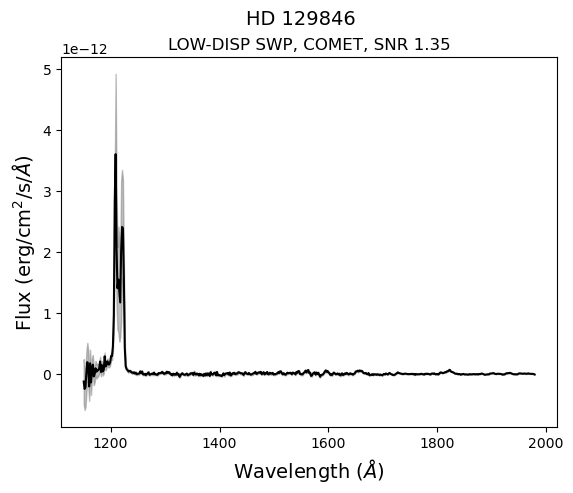 HD 129846
LOW-DISP SWP, COMET, SNR 1.35
1e−12
5
4
3
2
1
0
Flux (erg/cm²/s/Å)
1200 1400 1600 1800 2000
Wavelength (Å)